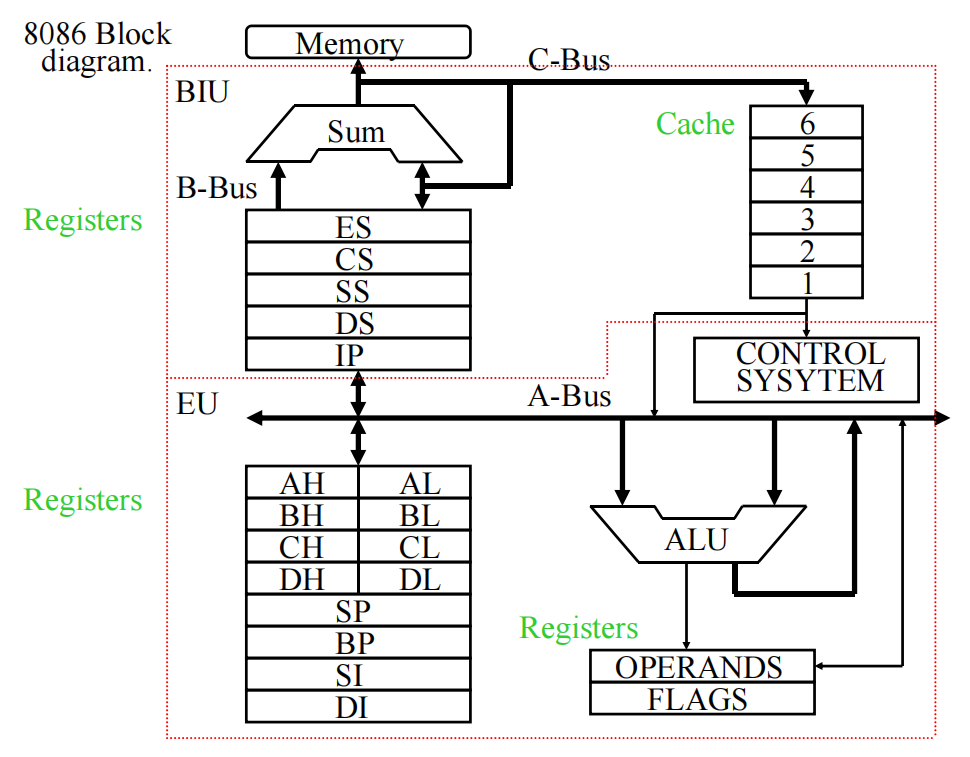 8086 Block
diagram.
Memory
C-Bus
BIU
Sum
Cache
6
5
4
3
2
1
B-Bus
Registers
ES
CS
SS
DS
IP
CONTROL
SYSYTEM
EU
A-Bus
Registers
AH AL
BH BL
CH CL
DH DL
SP
BP
SI
DI
ALU
Registers
OPERANDS
FLAGS